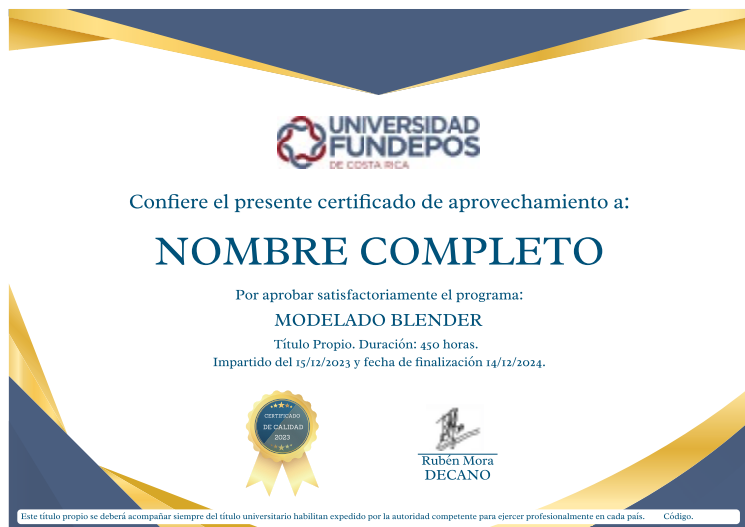 UNIVERSIDAD
FUNDEPOS
DE COSTA RICA
Confiere el presente certificado de aprovechamiento a:
NOMBRE COMPLETO
Por aprobar satisfactoriamente el programa:
MODELADO BLENDER
Título Propio. Duración: 450 horas.
Impartido del 15/12/2023 y fecha de finalización 14/12/2024.
CERTIFICADO
DE CALIDAD
2023
Rubén Mora
DECANO
Este título propio se deberá acompañar siempre del título universitario habilitan expedido por la autoridad competente para ejercer profesionalmente en cada país. Código.